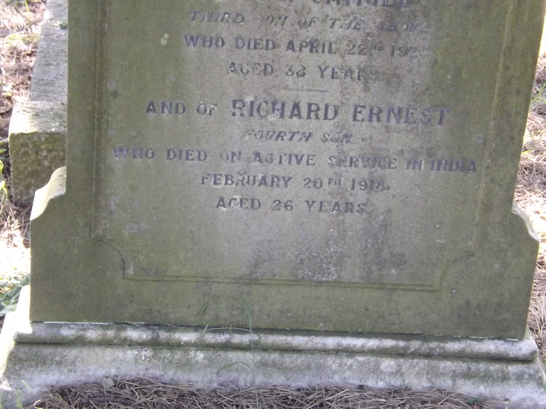 THIRD SON OF THE ABOVE
WHO DIED APRIL 22ND
AGED 38 YEARS
AND OF RICHARD ERNEST
FOURTH SON
WHO DIED ON ACTIVE SERVICE IN INDIA
FEBRUARY 20TH 1918
AGED 26 YEARS